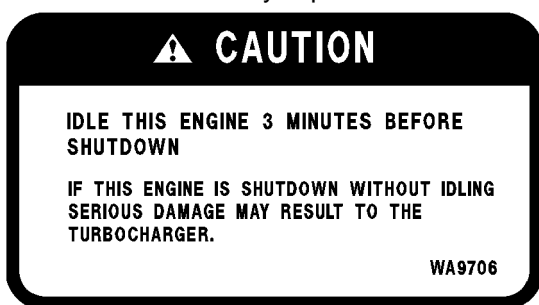 CAUTION
IDLE THIS ENGINE 3 MINUTES BEFORE
SHUTDOWN
IF THIS ENGINE IS SHUTDOWN WITHOUT IDLING
SERIOUS DAMAGE MAY RESULT TO THE
TURBOCHARGER.
WA9706